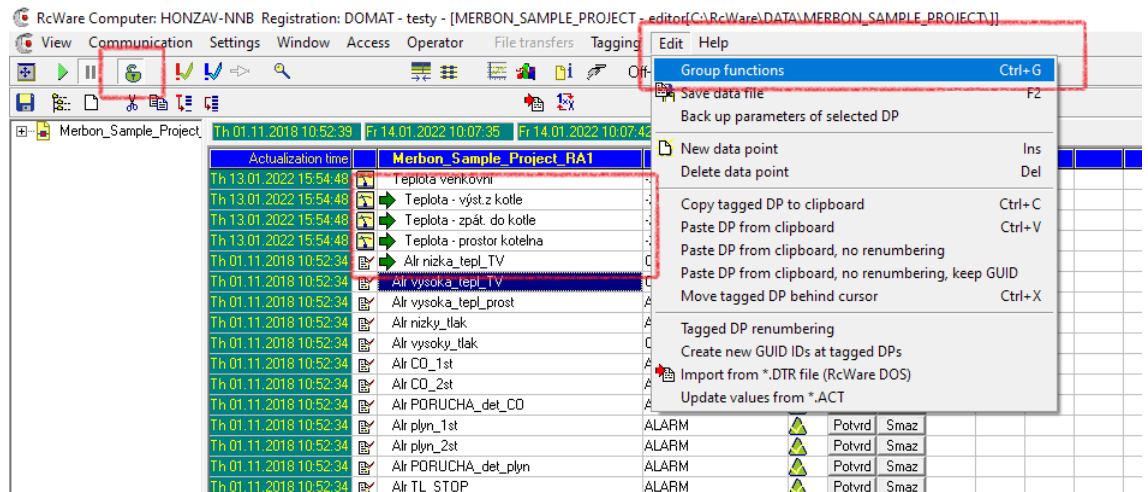 RcWare Computer: HONZAV-NNB Registration: DOMAT - testy - [MERBON_SAMPLE_PROJECT - editor[C:\RcWare\DATA\MERBON_SAMPLE_PROJECT\]]
View Communication Settings Window Access Operator File transfers Tagging Edit Help
Off-
Group functions Ctrl+G
Save data file F2
Back up parameters of selected DP
New data point Ins
Delete data point Del
Copy tagged DP to clipboard Ctrl+C
Paste DP from clipboard Ctrl+V
Paste DP from clipboard, no renumbering
Paste DP from clipboard, no renumbering, keep GUID
Move tagged DP behind cursor Ctrl+X
Tagged DP renumbering
Create new GUID IDs at tagged DPs
Import from *.DTR file (RcWare DOS)
Update values from *.ACT
Merbon_Sample_Project
Th 01.11.2018 10:52:39 Fr 14.01.2022 10:07:35 Fr 14.01.2022 10:07:42
Actualization time Merbon_Sample_Project_RA1
Th 13.01.2022 15:54:48 Teplota venkovni
Th 13.01.2022 15:54:48 Teplota - výst.z kotle
Th 13.01.2022 15:54:48 Teplota - zpát. do kotle
Th 13.01.2022 15:54:48 Teplota - prostor kotelna
Th 01.11.2018 10:52:34 Alr nizka_tepl_TV
Th 01.11.2018 10:52:34 Alr vysoka_tepl_TV
Th 01.11.2018 10:52:34 Alr vysoka_tepl_prost
Th 01.11.2018 10:52:34 Alr nizky_tlak
Th 01.11.2018 10:52:34 Alr vysoky_tlak
Th 01.11.2018 10:52:34 Alr CO_1st
Th 01.11.2018 10:52:34 Alr CO_2st
Th 01.11.2018 10:52:34 Alr PORUCHA_det_CO
Th 01.11.2018 10:52:34 Alr plyn_1st ALARM Potvrd Smaz
Th 01.11.2018 10:52:34 Alr plyn_2st ALARM Potvrd Smaz
Th 01.11.2018 10:52:34 Alr PORUCHA_det_plyn ALARM Potvrd Smaz
Th 01.11.2018 10:52:34 Alr TL_STOP ALARM Potvrd Smaz